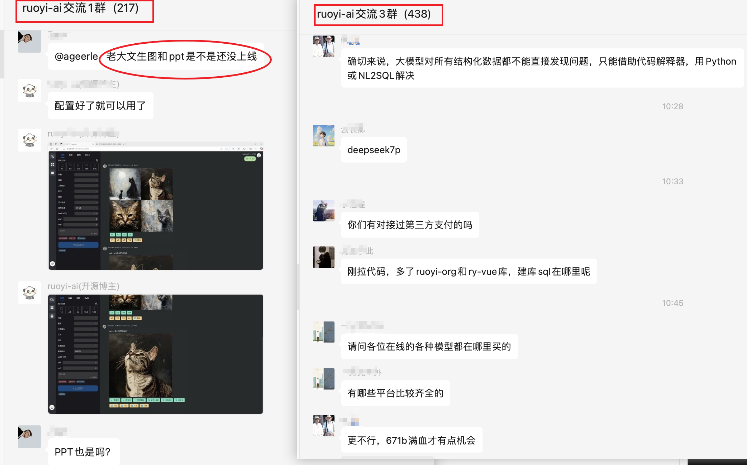 ruoyi-ai交流1群 (217)
@ageerle 老大文生图和ppt是不是还没上线
配置好了就可以用了
ruoyi-ai(开源博主)
PPT也是吗?
ruoyi-ai交流3群 (438)
确切来说，大模型对所有结构化数据都不能直接发现问题，只能借助代码解释器，用Python
或NL2SQL解决
10:28
deepseek7p
10:33
你们有对接过第三方支付的吗
刚拉代码，多了ruoyi-org和ry-vue库，建库sql在哪里呢
10:45
请问各位在线的各种模型都在哪里买的
有哪些平台比较齐全的
更不行，671b满血才有点机会